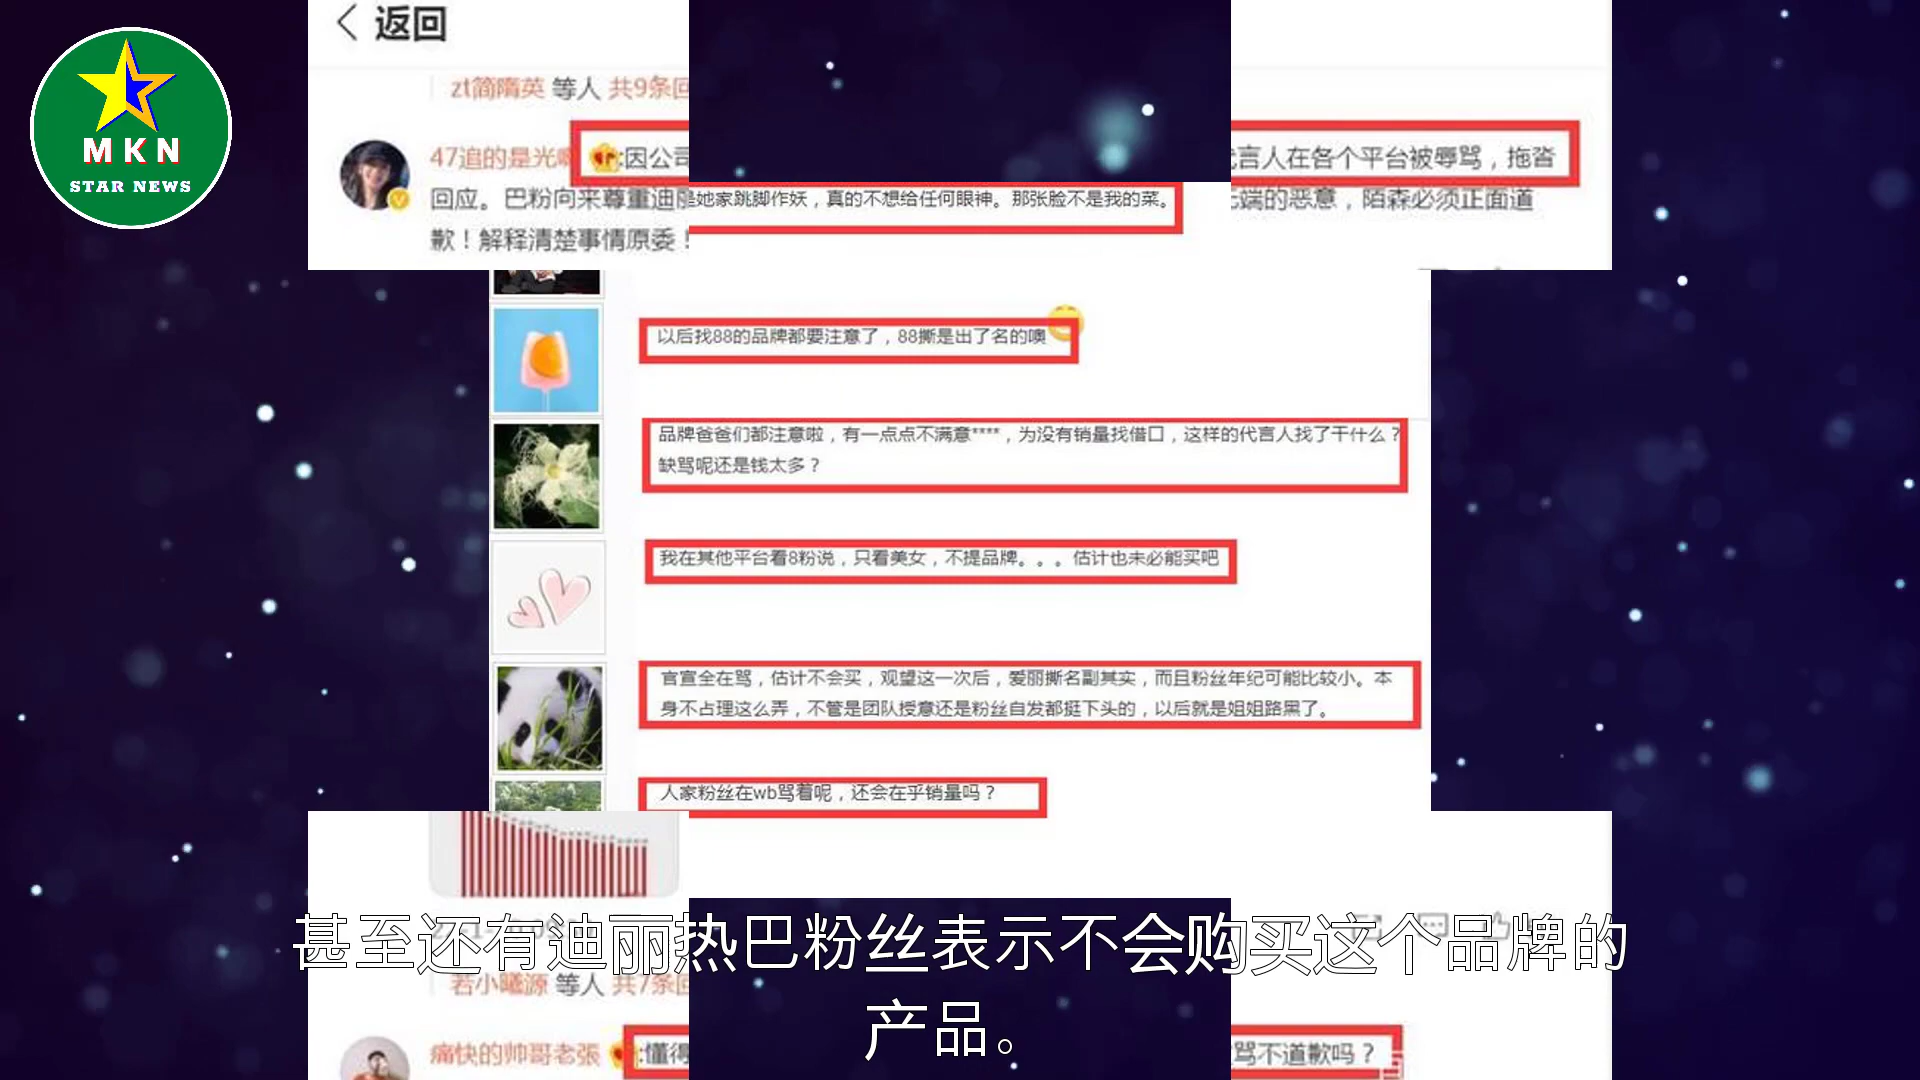 返回
MKN
STAR NEWS
zt简隋英 等人 共9条回
47追的是光
:因公司
言人在各个平台被辱骂，拖沓
回应。巴粉向来尊重迪
她家跳脚作妖，真的不想给任何眼神。那张脸不是我的菜。
端的恶意，陌森必须正面道
歉！解释清楚事情原委！
以后找88的品牌都要注意了，88撕是出了名的噢
品牌爸爸们都注意啦，有一点点不满意****，为没有销量找借口，这样的代言人找了干什么？
缺骂呢还是钱太多？
我在其他平台看8粉说，只看美女，不提品牌。。。估计也未必能买吧
官宣全在骂，估计不会买，观望这一次后，爱丽撕名副其实，而且粉丝年纪可能比较小。本
身不占理这么弄，不管是团队授意还是粉丝自发都挺下头的，以后就是姐姐路黑了。
人家粉丝在wb骂着呢，还会在乎销量吗？
甚至还有迪丽热巴粉丝表示不会购买这个品牌的
产品。
若小曦源 等人 共7条回
痛快的帅哥老張
:懂得
骂不道歉吗？